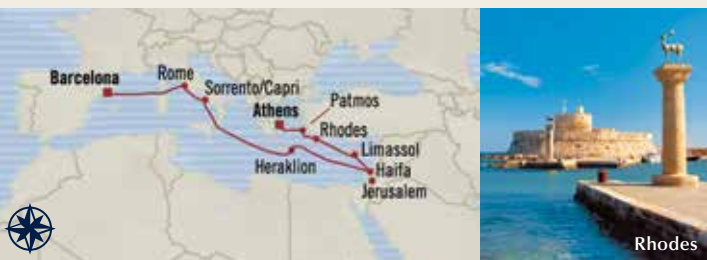 Barcelona
Rome
Sorrento/Capri
Athens
Patmos
Rhodes
Limassol
Heraklion
Haifa
Jerusalem
Rhodes